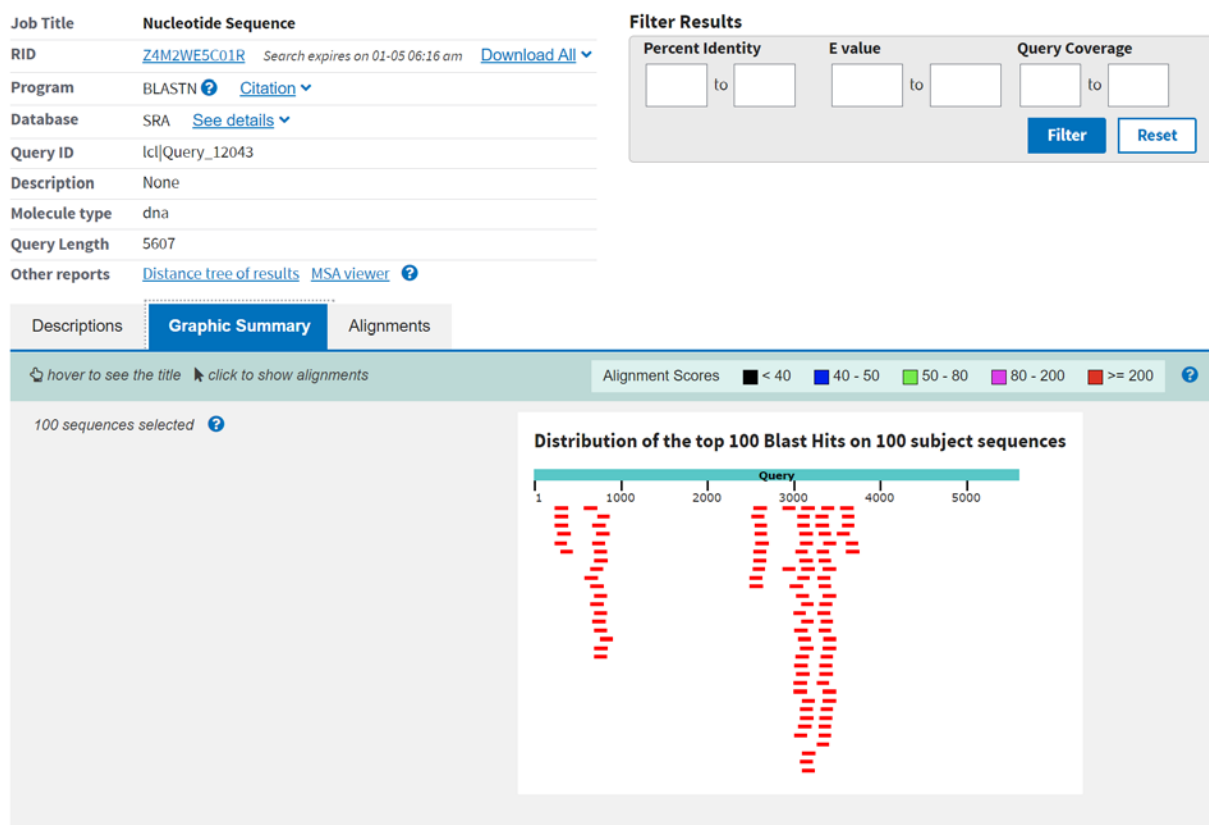 Job Title Nucleotide Sequence
RID Z4M2WE5C01R Search expires on 01-05 06:16 am Download All
Program BLASTN ? Citation
Database SRA See details
Query ID lcl|Query_12043
Description None
Molecule type dna
Query Length 5607
Other reports Distance tree of results MSA viewer ?
Filter Results
Percent Identity E value Query Coverage
to to to
Filter Reset
Descriptions Graphic Summary Alignments
hover to see the title click to show alignments
Alignment Scores < 40 40 - 50 50 - 80 80 - 200 >= 200 ?
100 sequences selected ?
Distribution of the top 100 Blast Hits on 100 subject sequences
Query
1 1000 2000 3000 4000 5000